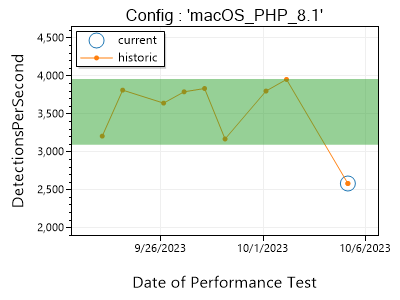 Config : 'macOS_PHP_8.1'
current
historic
DetectionsPerSecond
4,500
4,000
3,500
3,000
2,500
2,000
9/26/2023
10/1/2023
10/6/2023
Date of Performance Test